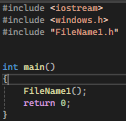 #include <iostream>
#include <windows.h>
#include "FileName1.h"
int main()
{
FileName1();
return 0;
}